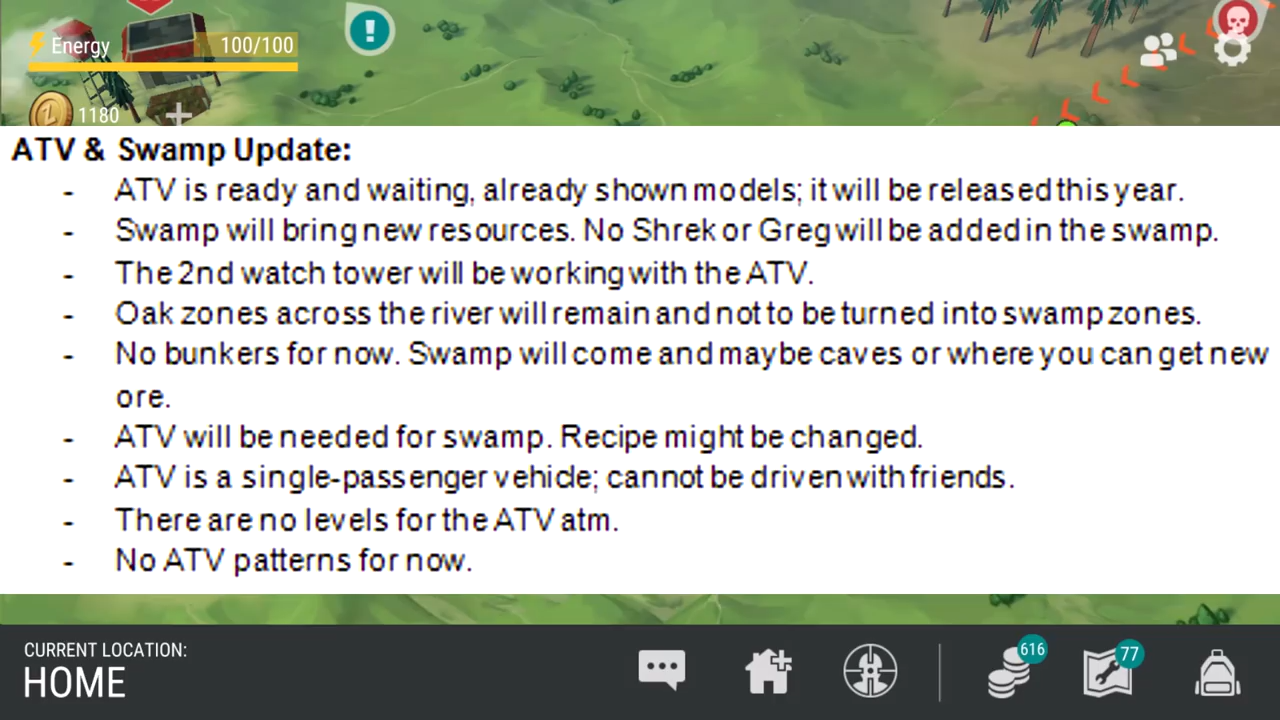 Energy 100/100
1180
ATV & Swamp Update:
- ATV is ready and waiting, already shown models; it will be released this year.
- Swamp will bring new resources. No Shrek or Greg will be added in the swamp.
- The 2nd watch tower will be working with the ATV.
- Oak zones across the river will remain and not to be turned into swamp zones.
- No bunkers for now. Swamp will come and maybe caves or where you can get new
ore.
- ATV will be needed for swamp. Recipe might be changed.
- ATV is a single-passenger vehicle; cannot be driven with friends.
- There are no levels for the ATV atm.
- No ATV patterns for now.
CURRENT LOCATION:
HOME
616
77